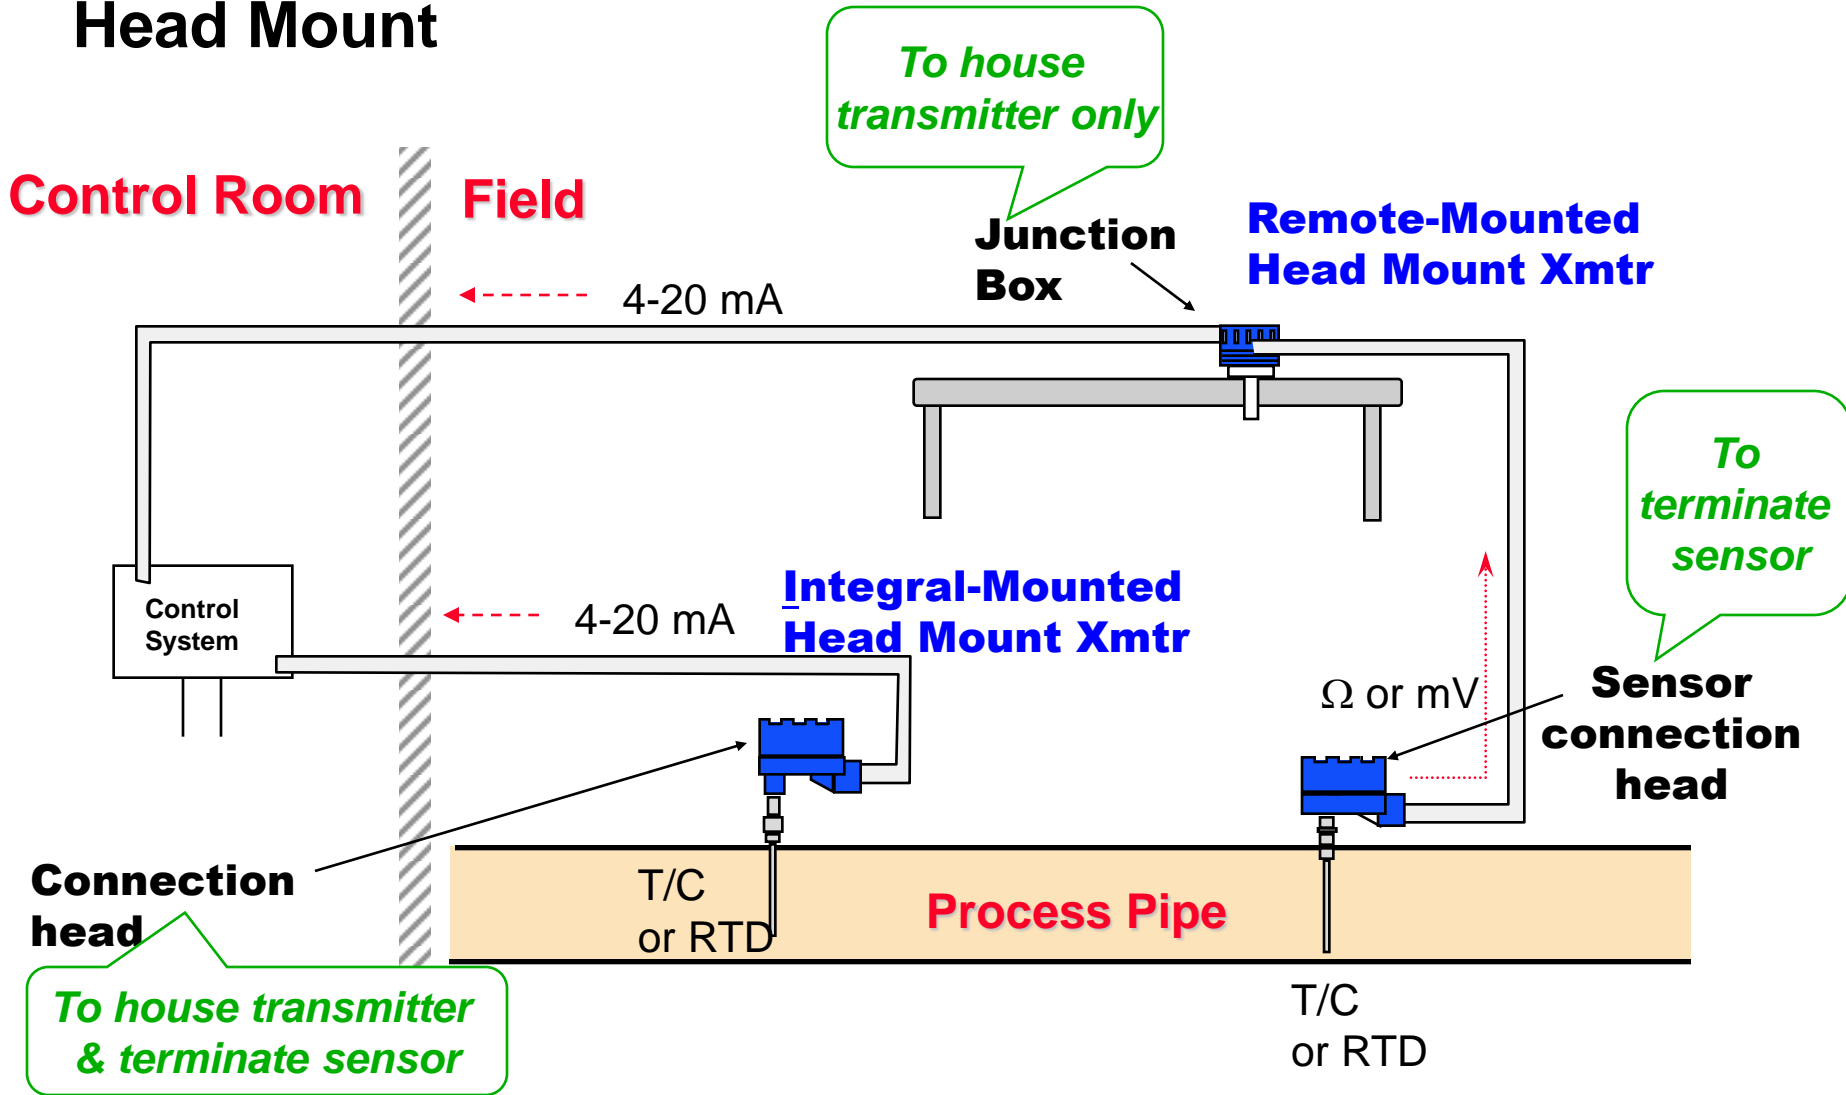 Head Mount
To house
transmitter only
Control Room
Field
Junction
Box
Remote-Mounted
Head Mount Xmtr
4-20 mA
To
terminate
sensor
Control
System
4-20 mA
Integral-Mounted
Head Mount Xmtr
Ω or mV
Sensor
connection
head
Connection
head
T/C
or RTD
Process Pipe
To house transmitter
& terminate sensor
T/C
or RTD